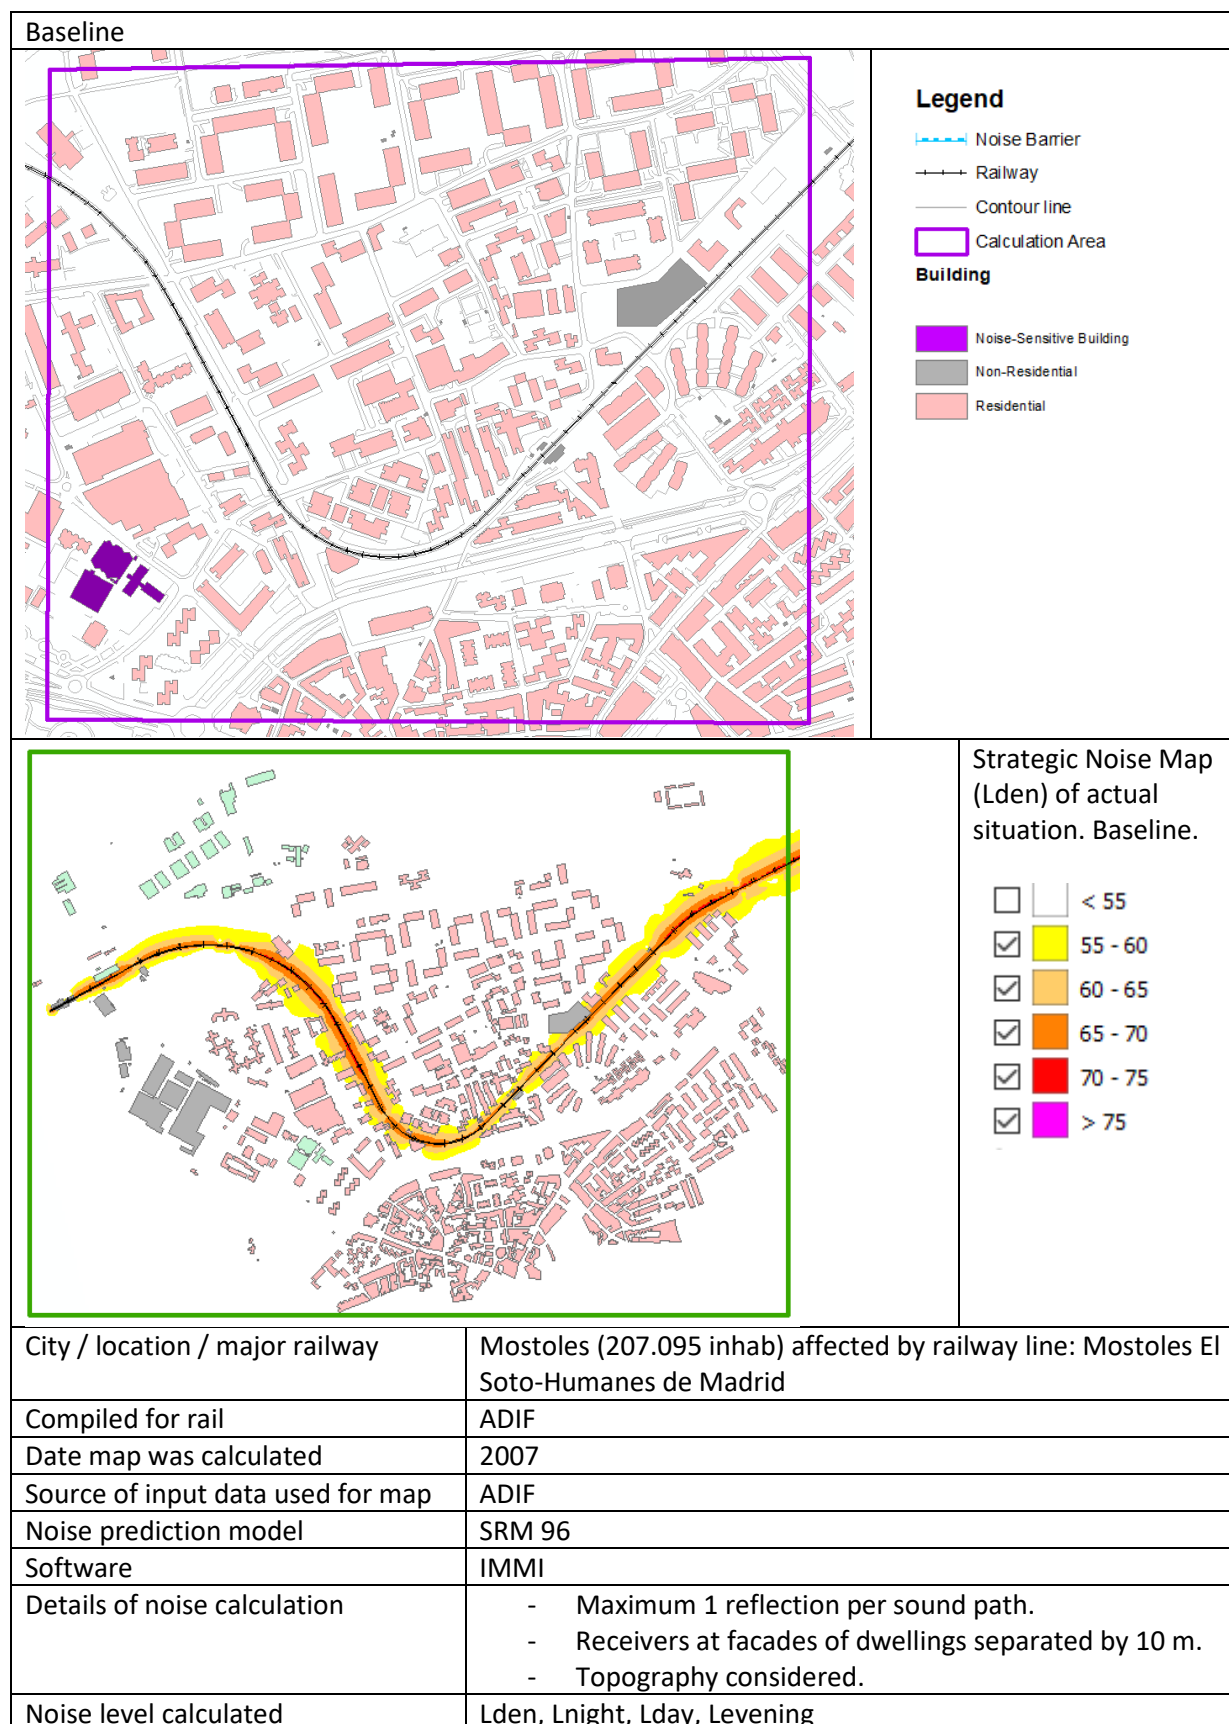 Baseline
Legend
Noise Barrier
Railway
Contour line
Calculation Area
Building
Noise-Sensitive Building
Non-Residential
Residential
Strategic Noise Map
(Lden) of actual
situation. Baseline.
< 55
55 - 60
60 - 65
65 - 70
70 - 75
> 75
City / location / major railway
Mostoles (207.095 inhab) affected by railway line: Mostoles El
Soto-Humanes de Madrid
Compiled for rail
ADIF
Date map was calculated
2007
Source of input data used for map
ADIF
Noise prediction model
SRM 96
Software
IMMI
Details of noise calculation
- Maximum 1 reflection per sound path.
- Receivers at facades of dwellings separated by 10 m.
- Topography considered.
Noise level calculated
Lden, Lnight, Lday, Levening